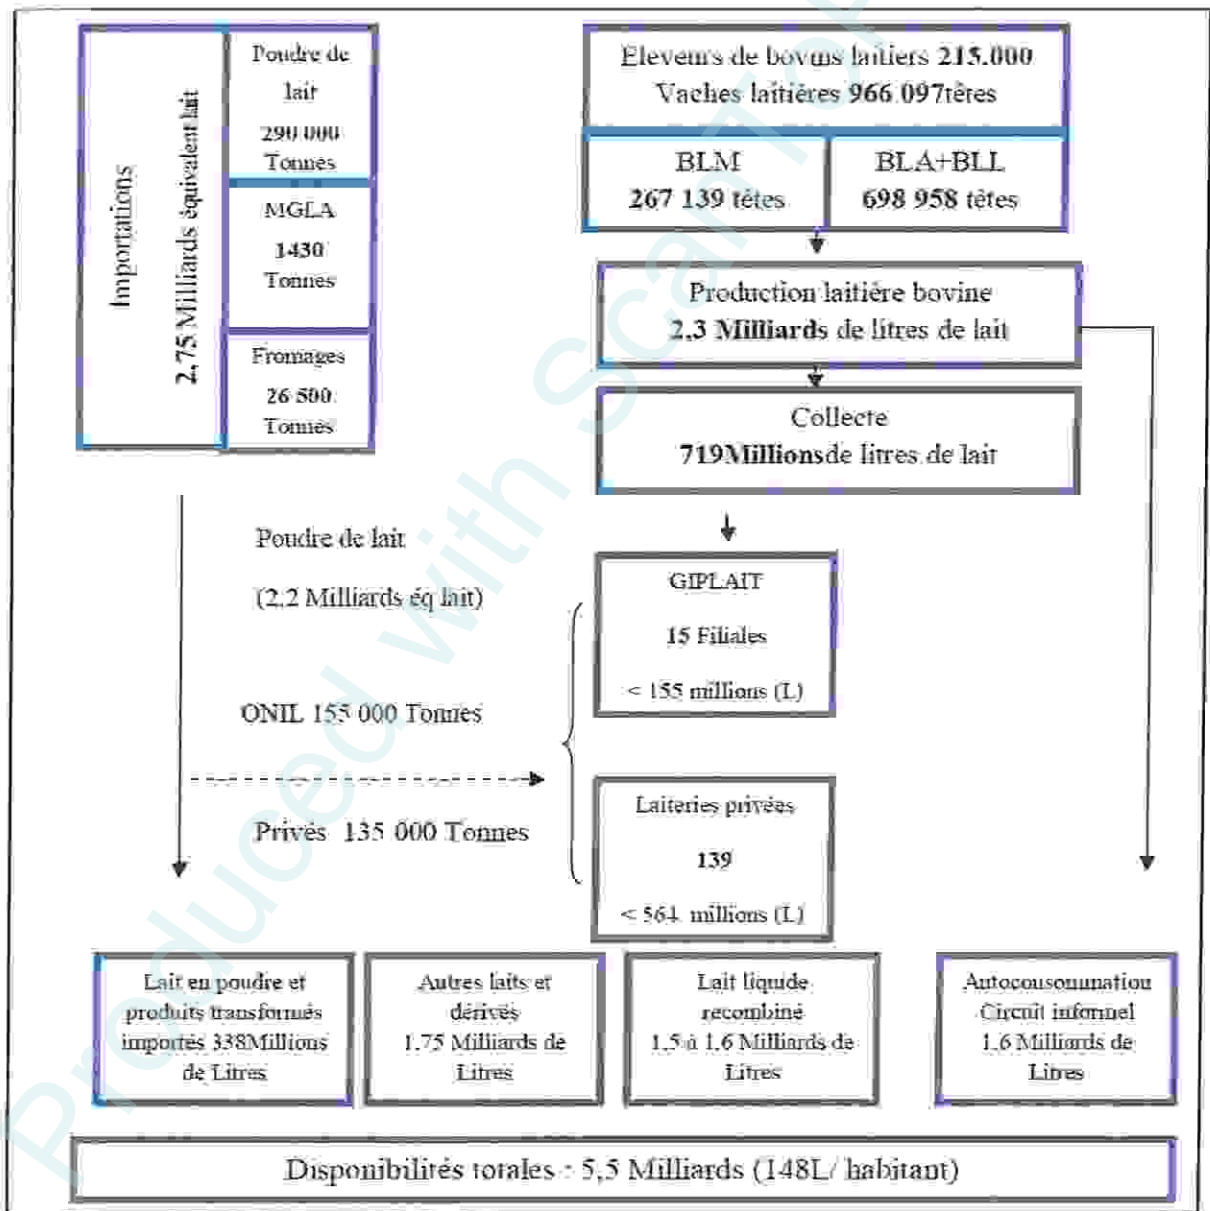 Importations
2,75 Milliards équivalent lait
Poudre de
lait
290 000
Tonnes
MGLA
1430
Tonnes
Fromages
26 500
Tonnes
Eleveurs de bovins laitiers 215.000
Vaches laitières 966 097têtes
BLM
267 139 têtes
BLA+BLL
698 958 têtes
Production laitière bovine
2,3 Milliards de litres de lait
Collecte
719Millionsde litres de lait
Poudre de lait
(2,2 Milliards éq lait)
ONIL 155 000 Tonnes
Privés 135 000 Tonnes
GIPLAIT
15 Filiales
< 155 millions (L)
Laiteries privées
139
< 564 millions (L)
Lait en poudre et
produits transformés
importés 338Millions
de Litres
Autres laits et
dérivés
1,75 Milliards de
Litres
Lait liquide
recombiné
1,5 à 1,6 Milliards de
Litres
Autoconsommation
Circuit informel
1,6 Milliards de
Litres
Disponibilités totales : 5,5 Milliards (148L/ habitant)
Produced with ScanTo